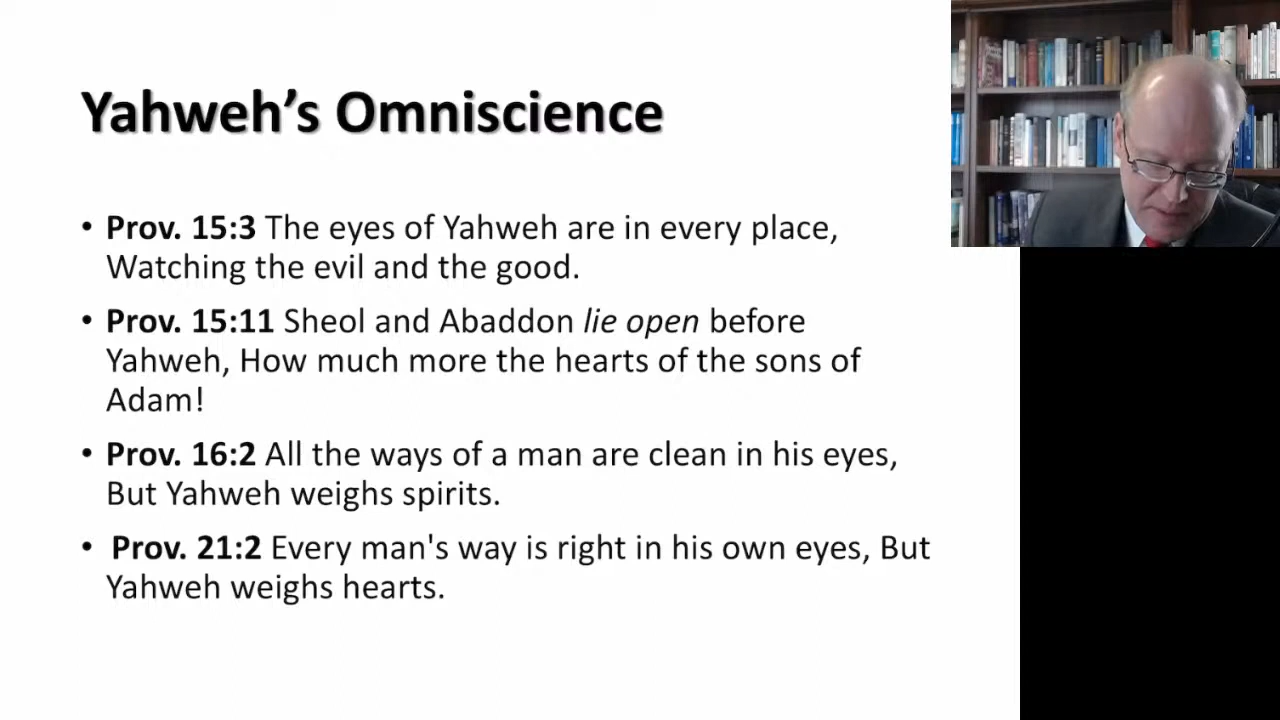 Yahweh’s Omniscience
• Prov. 15:3 The eyes of Yahweh are in every place,
Watching the evil and the good.
• Prov. 15:11 Sheol and Abaddon lie open before
Yahweh, How much more the hearts of the sons of
Adam!
• Prov. 16:2 All the ways of a man are clean in his eyes,
But Yahweh weighs spirits.
• Prov. 21:2 Every man's way is right in his own eyes, But
Yahweh weighs hearts.